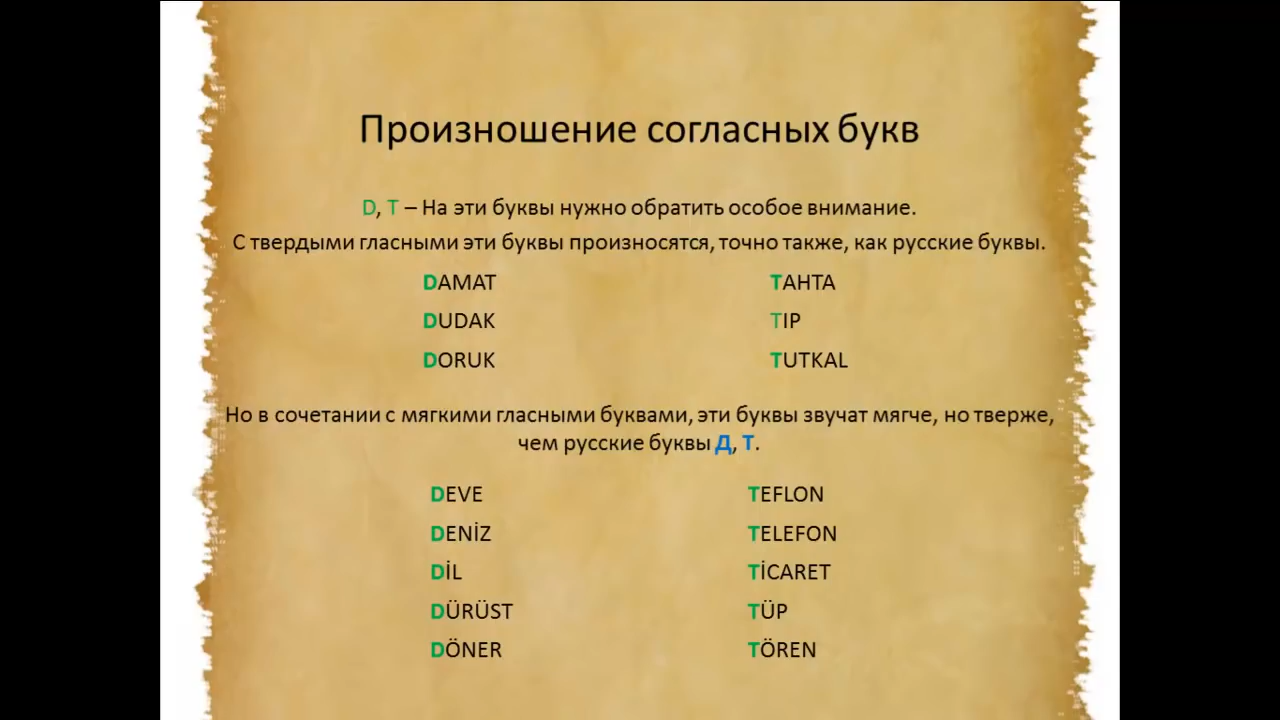 Произношение согласных букв
D, T – На эти буквы нужно обратить особое внимание.
С твердыми гласными эти буквы произносятся, точно также, как русские буквы.
DAMAT TAHTA
DUDAK TIP
DORUK TUTKAL
Но в сочетании с мягкими гласными буквами, эти буквы звучат мягче, но тверже,
чем русские буквы Д, Т.
DEVE TEFLON
DENİZ TELEFON
DİL TİCARET
DÜRÜST TÜP
DÖNER TÖREN